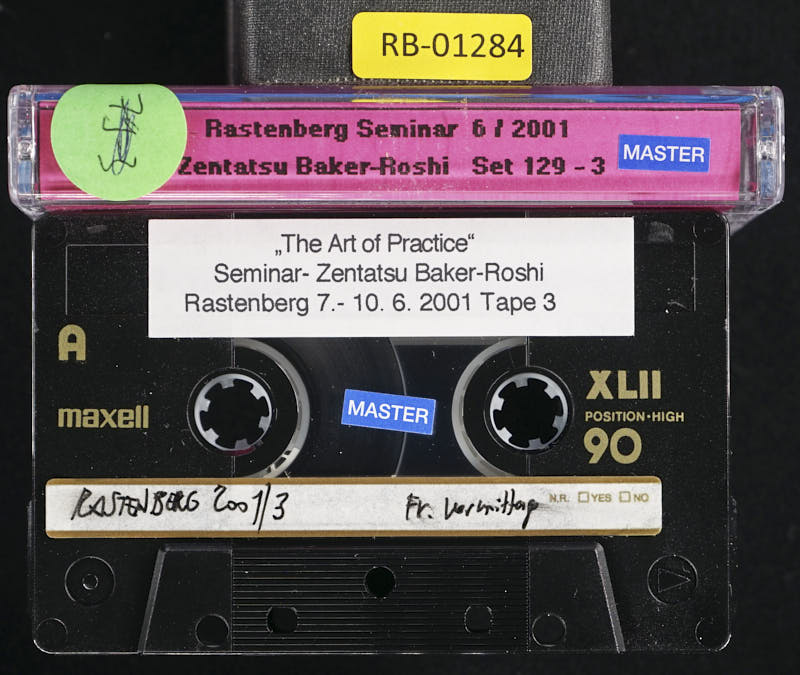 RB-01284
Rastenberg Seminar 6 / 2001
Zentatsu Baker-Roshi Set 129 - 3
MASTER
„The Art of Practice“
Seminar- Zentatsu Baker-Roshi
Rastenberg 7.- 10. 6. 2001 Tape 3
A
maxell
MASTER
XLII
POSITION·HIGH
90
RASTENBERG 2001/3
Fr. Vormittag
N.R. YES NO